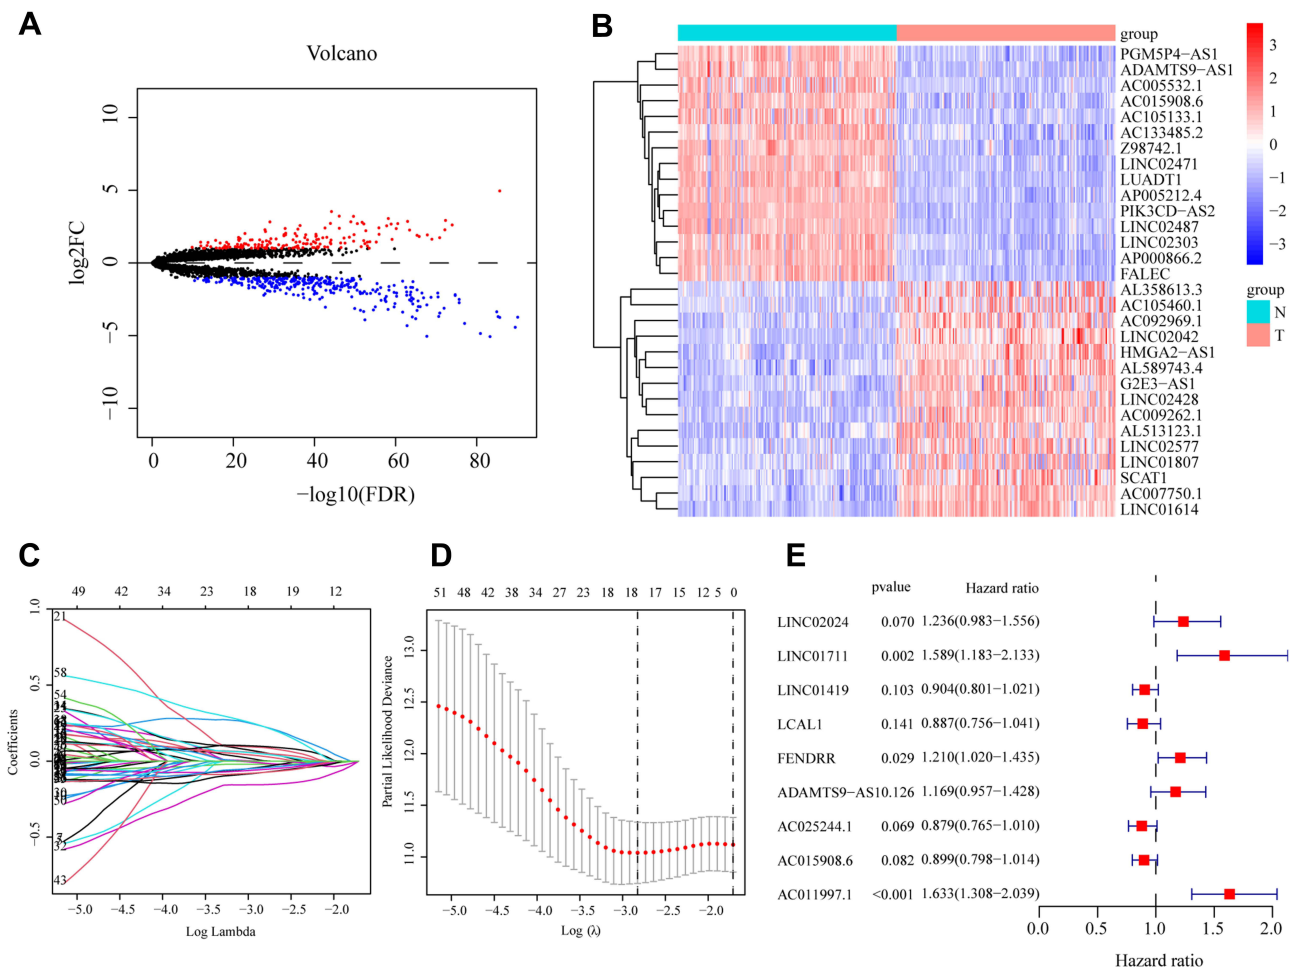 A
Volcano
10
5
0
−5
−10
log2FC
0 20 40 60 80
−log10(FDR)
B
group
PGM5P4−AS1
ADAMTS9−AS1
AC005532.1
AC015908.6
AC105133.1
AC133485.2
Z98742.1
LINC02471
LUADT1
AP005212.4
PIK3CD−AS2
LINC02487
LINC02303
AP000866.2
FALEC
AL358613.3
AC105460.1
AC092969.1
LINC02042
HMGA2−AS1
AL589743.4
G2E3−AS1
LINC02428
AC009262.1
AL513123.1
LINC02577
LINC01807
SCAT1
AC007750.1
LINC01614
3
2
1
0
−1
−2
−3
group
N
T
C
49 42 34 23 18 19 12
1.0
0.5
0.0
−0.5
Coefficients
21
58
54
43
−5.0 −4.5 −4.0 −3.5 −3.0 −2.5 −2.0
Log Lambda
D
51 48 42 38 34 27 23 18 18 17 15 12 5 0
13.0
12.5
12.0
11.5
11.0
Partial Likelihood Deviance
−5.0 −4.5 −4.0 −3.5 −3.0 −2.5 −2.0
Log (λ)
E
pvalue Hazard ratio
LINC02024 0.070 1.236(0.983−1.556)
LINC01711 0.002 1.589(1.183−2.133)
LINC01419 0.103 0.904(0.801−1.021)
LCAL1 0.141 0.887(0.756−1.041)
FENDRR 0.029 1.210(1.020−1.435)
ADAMTS9−AS1 0.126 1.169(0.957−1.428)
AC025244.1 0.069 0.879(0.765−1.010)
AC015908.6 0.082 0.899(0.798−1.014)
AC011997.1 <0.001 1.633(1.308−2.039)
0.0 0.5 1.0 1.5 2.0
Hazard ratio